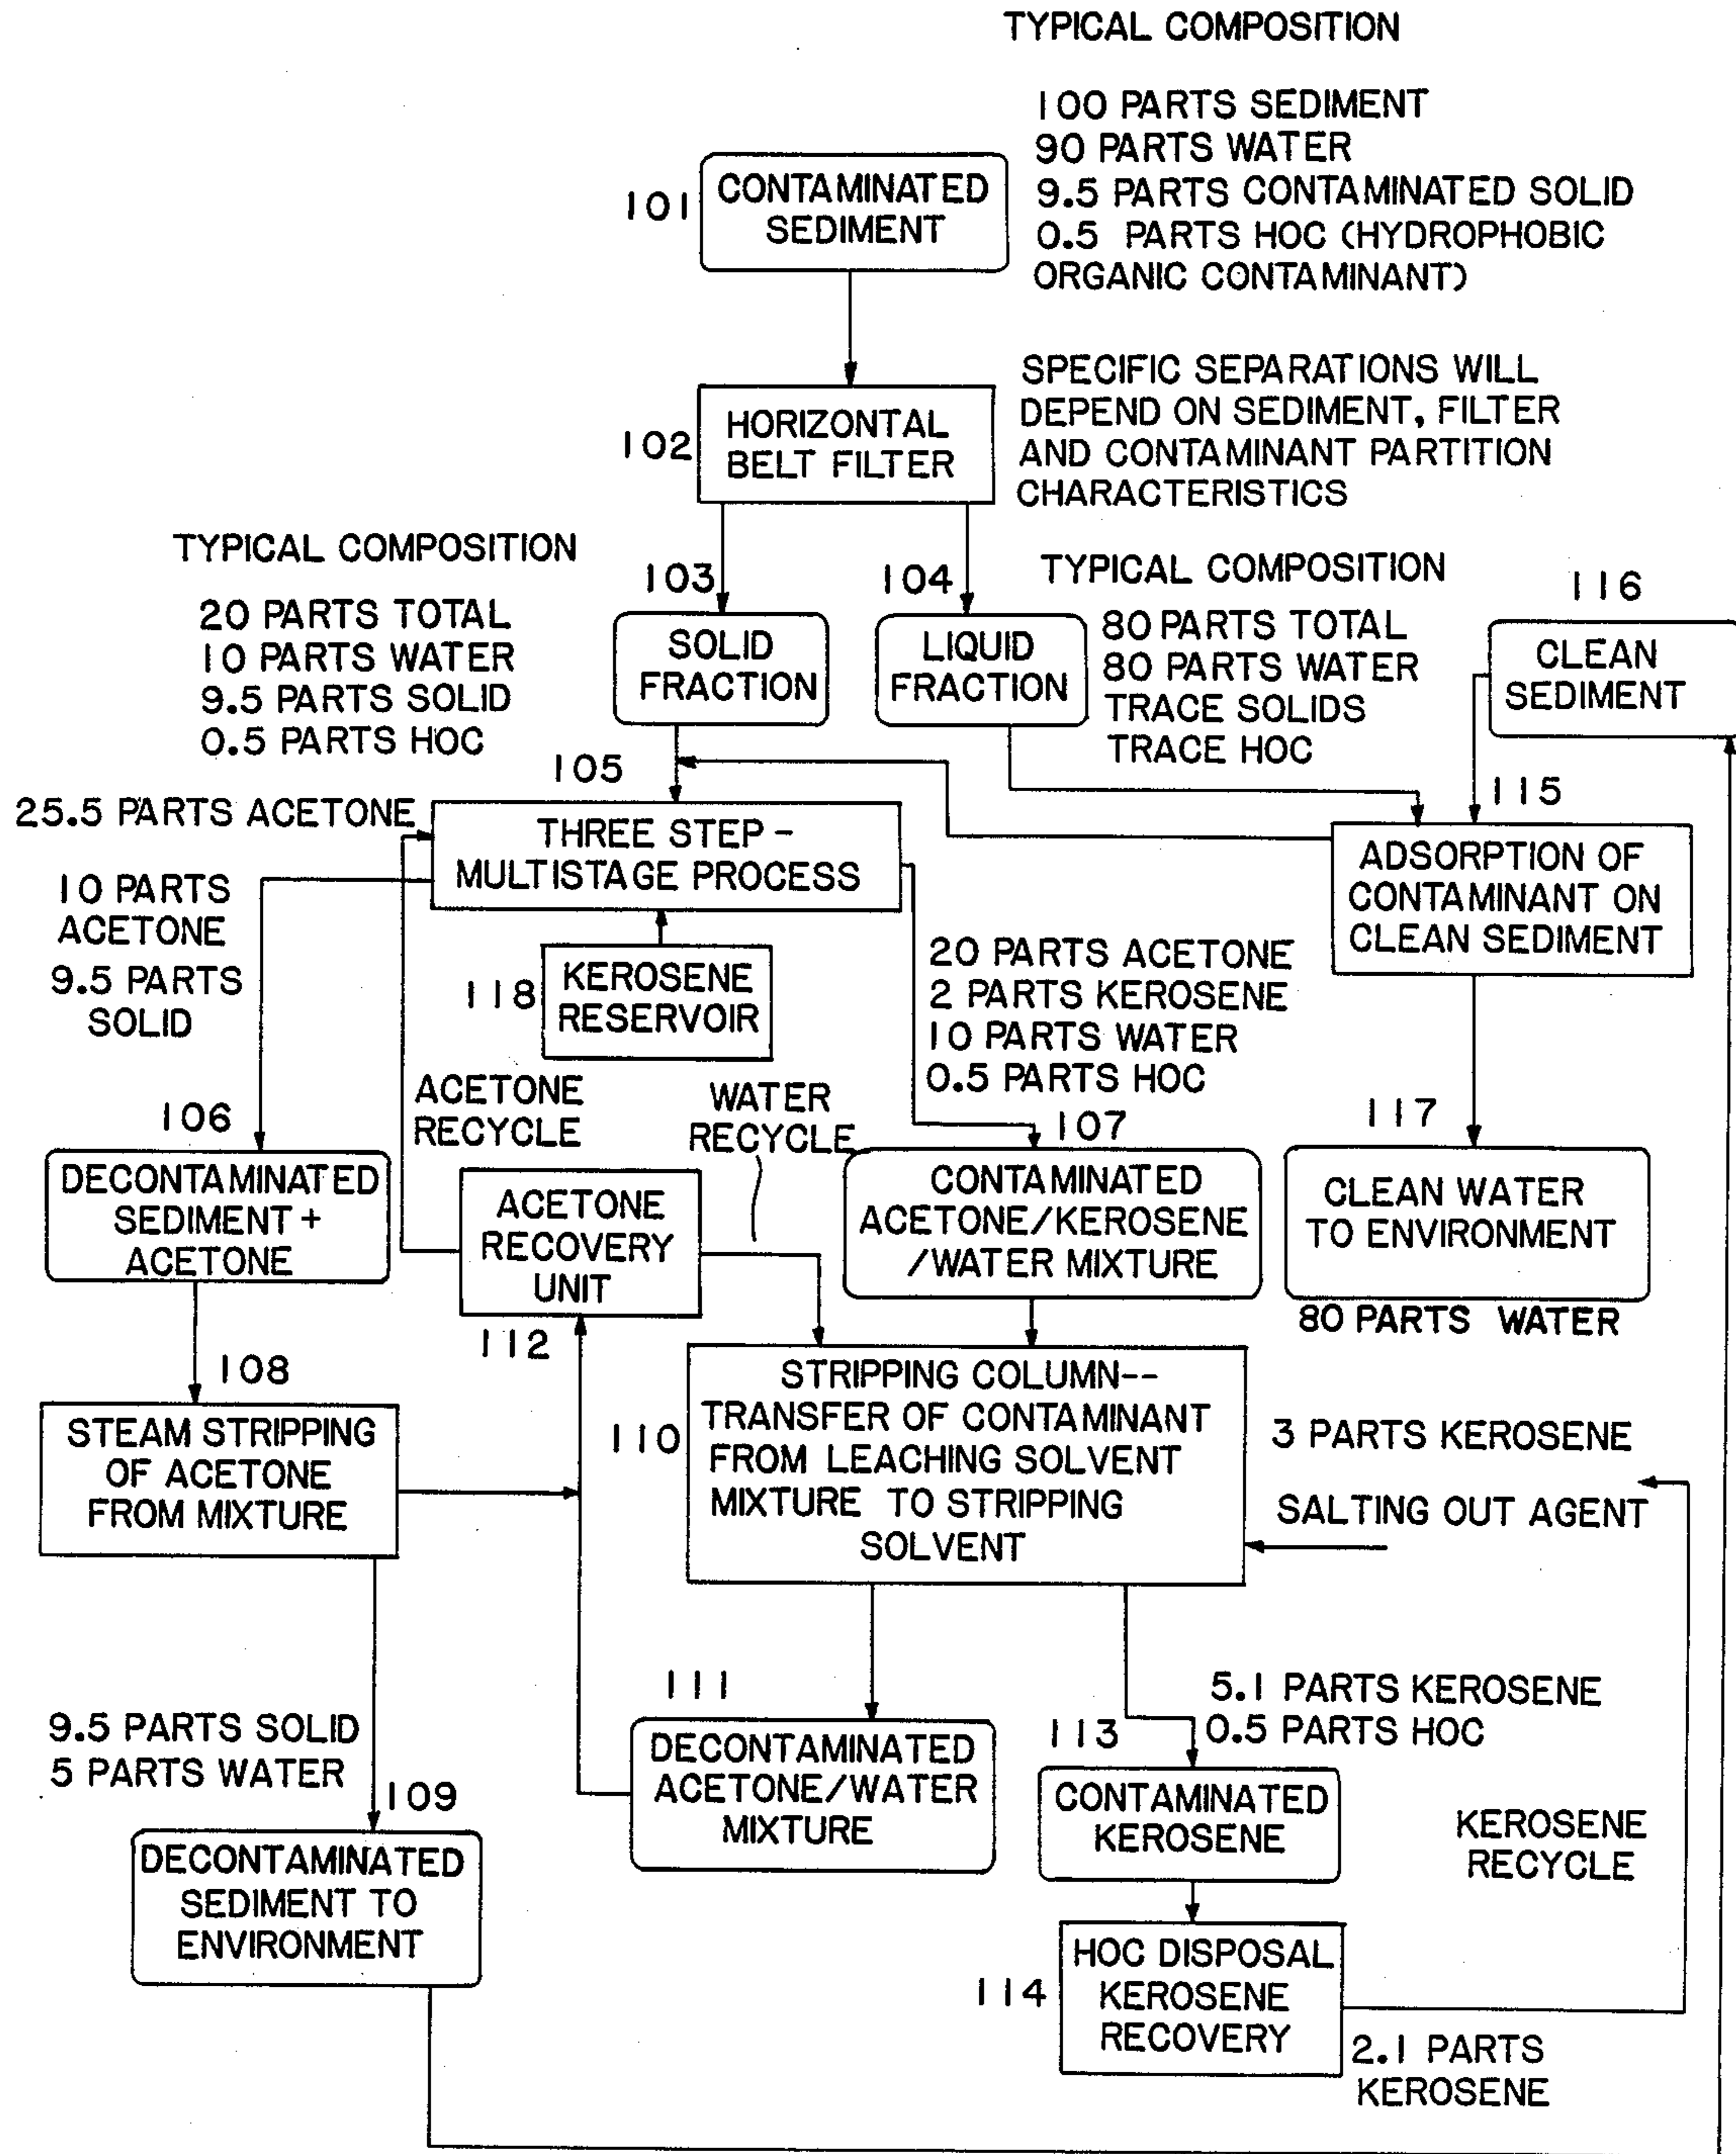 TYPICAL COMPOSITION
100 PARTS SEDIMENT
90 PARTS WATER
9.5 PARTS CONTAMINATED SOLID
0.5 PARTS HOC (HYDROPHOBIC
ORGANIC CONTAMINANT)
101
CONTAMINATED
SEDIMENT
102
HORIZONTAL
BELT FILTER
SPECIFIC SEPARATIONS WILL
DEPEND ON SEDIMENT, FILTER
AND CONTAMINANT PARTITION
CHARACTERISTICS
TYPICAL COMPOSITION
20 PARTS TOTAL
10 PARTS WATER
9.5 PARTS SOLID
0.5 PARTS HOC
103
SOLID
FRACTION
104
LIQUID
FRACTION
TYPICAL COMPOSITION
80 PARTS TOTAL
80 PARTS WATER
TRACE SOLIDS
TRACE HOC
116
CLEAN
SEDIMENT
105
25.5 PARTS ACETONE
THREE STEP-
MULTISTAGE PROCESS
115
ADSORPTION OF
CONTAMINANT ON
CLEAN SEDIMENT
10 PARTS
ACETONE
9.5 PARTS
SOLID
118
KEROSENE
RESERVOIR
20 PARTS ACETONE
2 PARTS KEROSENE
10 PARTS WATER
0.5 PARTS HOC
ACETONE
RECYCLE
WATER
RECYCLE
106
DECONTAMINATED
SEDIMENT +
ACETONE
ACETONE
RECOVERY
UNIT
112
107
CONTAMINATED
ACETONE/KEROSENE
/WATER MIXTURE
117
CLEAN WATER
TO ENVIRONMENT
80 PARTS WATER
108
STEAM STRIPPING
OF ACETONE
FROM MIXTURE
110
STRIPPING COLUMN--
TRANSFER OF CONTAMINANT
FROM LEACHING SOLVENT
MIXTURE TO STRIPPING
SOLVENT
3 PARTS KEROSENE
SALTING OUT AGENT
9.5 PARTS SOLID
5 PARTS WATER
109
DECONTAMINATED
SEDIMENT TO
ENVIRONMENT
111
DECONTAMINATED
ACETONE/WATER
MIXTURE
5.1 PARTS KEROSENE
0.5 PARTS HOC
113
CONTAMINATED
KEROSENE
KEROSENE
RECYCLE
114
HOC DISPOSAL
KEROSENE
RECOVERY
2.1 PARTS
KEROSENE